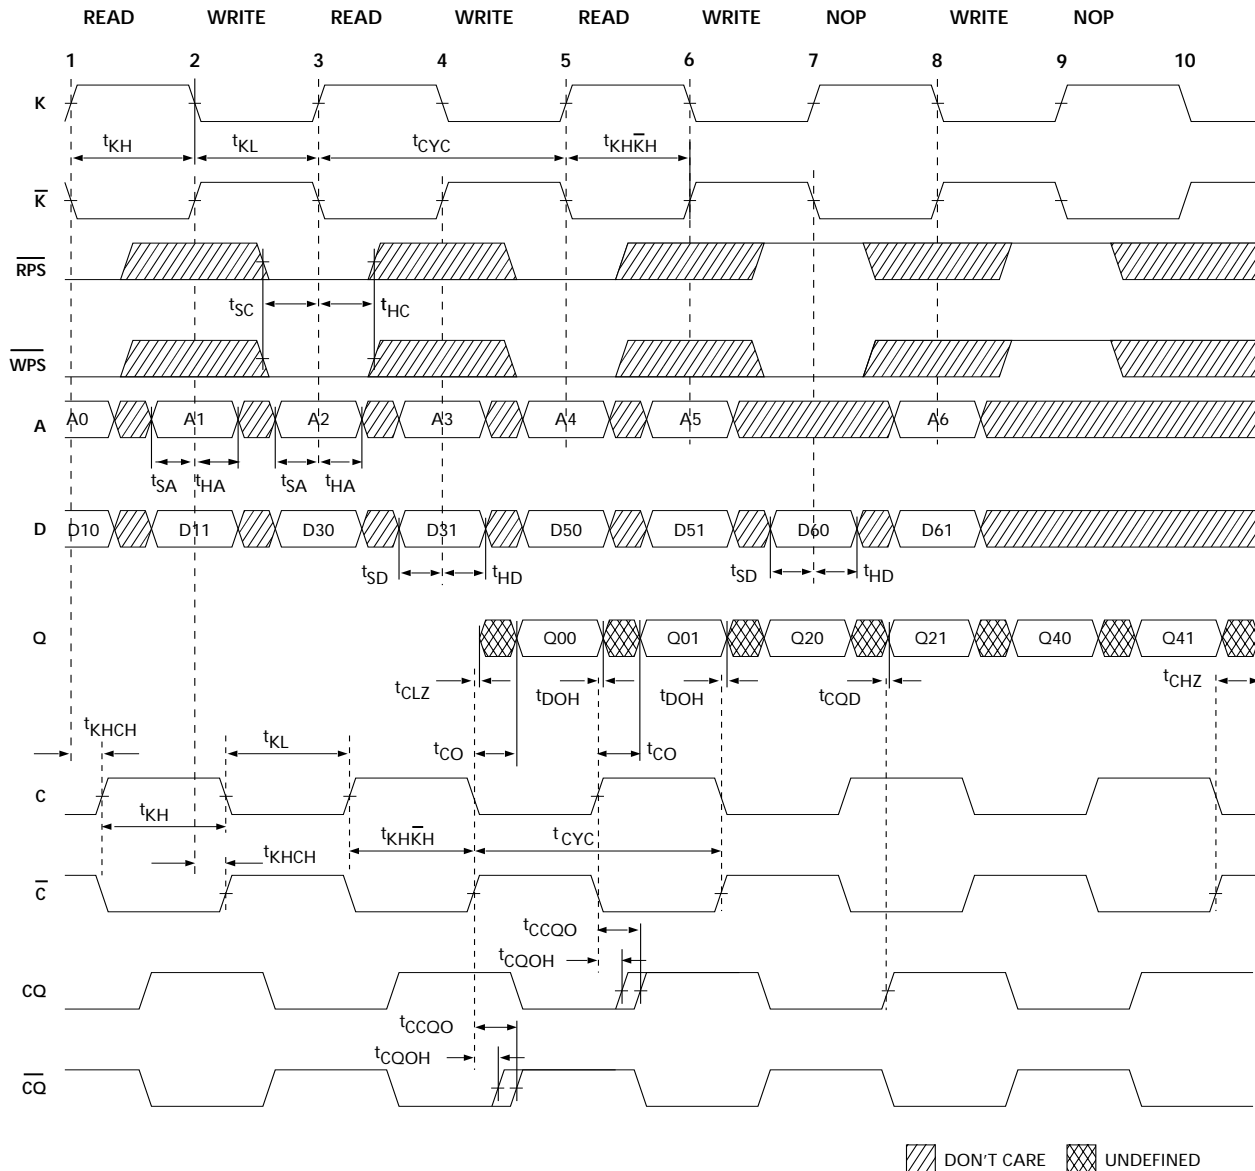 READ WRITE READ WRITE READ WRITE NOP WRITE NOP
1 2 3 4 5 6 7 8 9 10
K
tKH tKL tCYC tKHK̅H
K̅
R̅P̅S̅
tSC tHC
W̅P̅S̅
A A0 A1 A2 A3 A4 A5 A6
tSA tHA tSA tHA
D D10 D11 D30 D31 D50 D51 D60 D61
tSD tHD tSD tHD
Q Q00 Q01 Q20 Q21 Q40 Q41
tCLZ tDOH tDOH tCQD tCHZ
tKHCH tKL tCO tCO
C
tKH tKHK̅H tCYC
tKHCH
C̅
tCCQO
tCQOH
CQ
tCCQO
tCQOH
C̅Q̅
DON'T CARE UNDEFINED